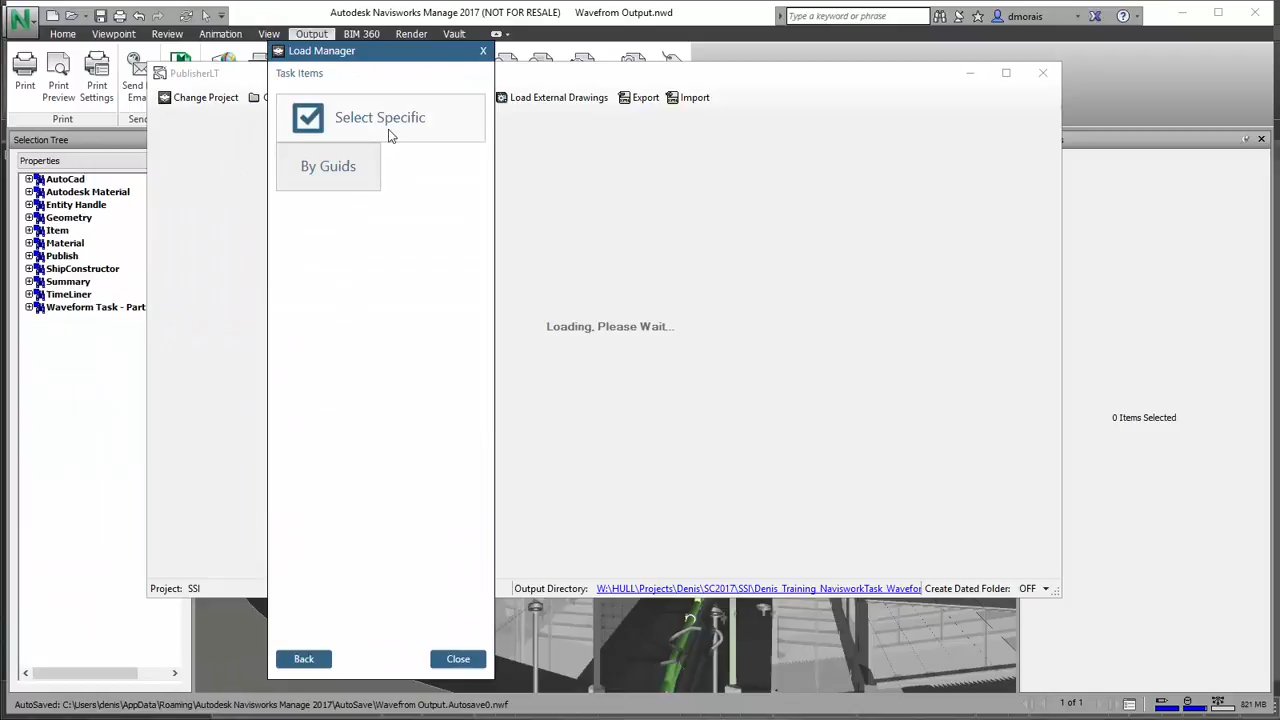 Autodesk Navisworks Manage 2017 (NOT FOR RESALE) Wavefrom Output.nwd
Type a keyword or phrase
dmorais
Home Viewpoint Review Animation View Output BIM 360 Render Vault
Load Manager X
Print Print Preview Print Settings Send
Print
PublisherLT
Change Project
Load External Drawings Export Import
Task Items
Select Specific
By Guids
Selection Tree
Properties
AutoCad
Autodesk Material
Entity Handle
Geometry
Item
Material
Publish
ShipConstructor
Summary
TimeLiner
Waveform Task - Part
Loading, Please Wait...
0 Items Selected
Project: SSI
Output Directory: W:\HULL\Projects\Denis\SC2017\SSI\Denis_Training_NavisworkTask_Wavefor Create Dated Folder: OFF
Back Close
AutoSaved: C:\Users\denis\AppData\Roaming\Autodesk Navisworks Manage 2017\AutoSave\Wavefrom Output.Autosave0.nwf
1 of 1
821 MB